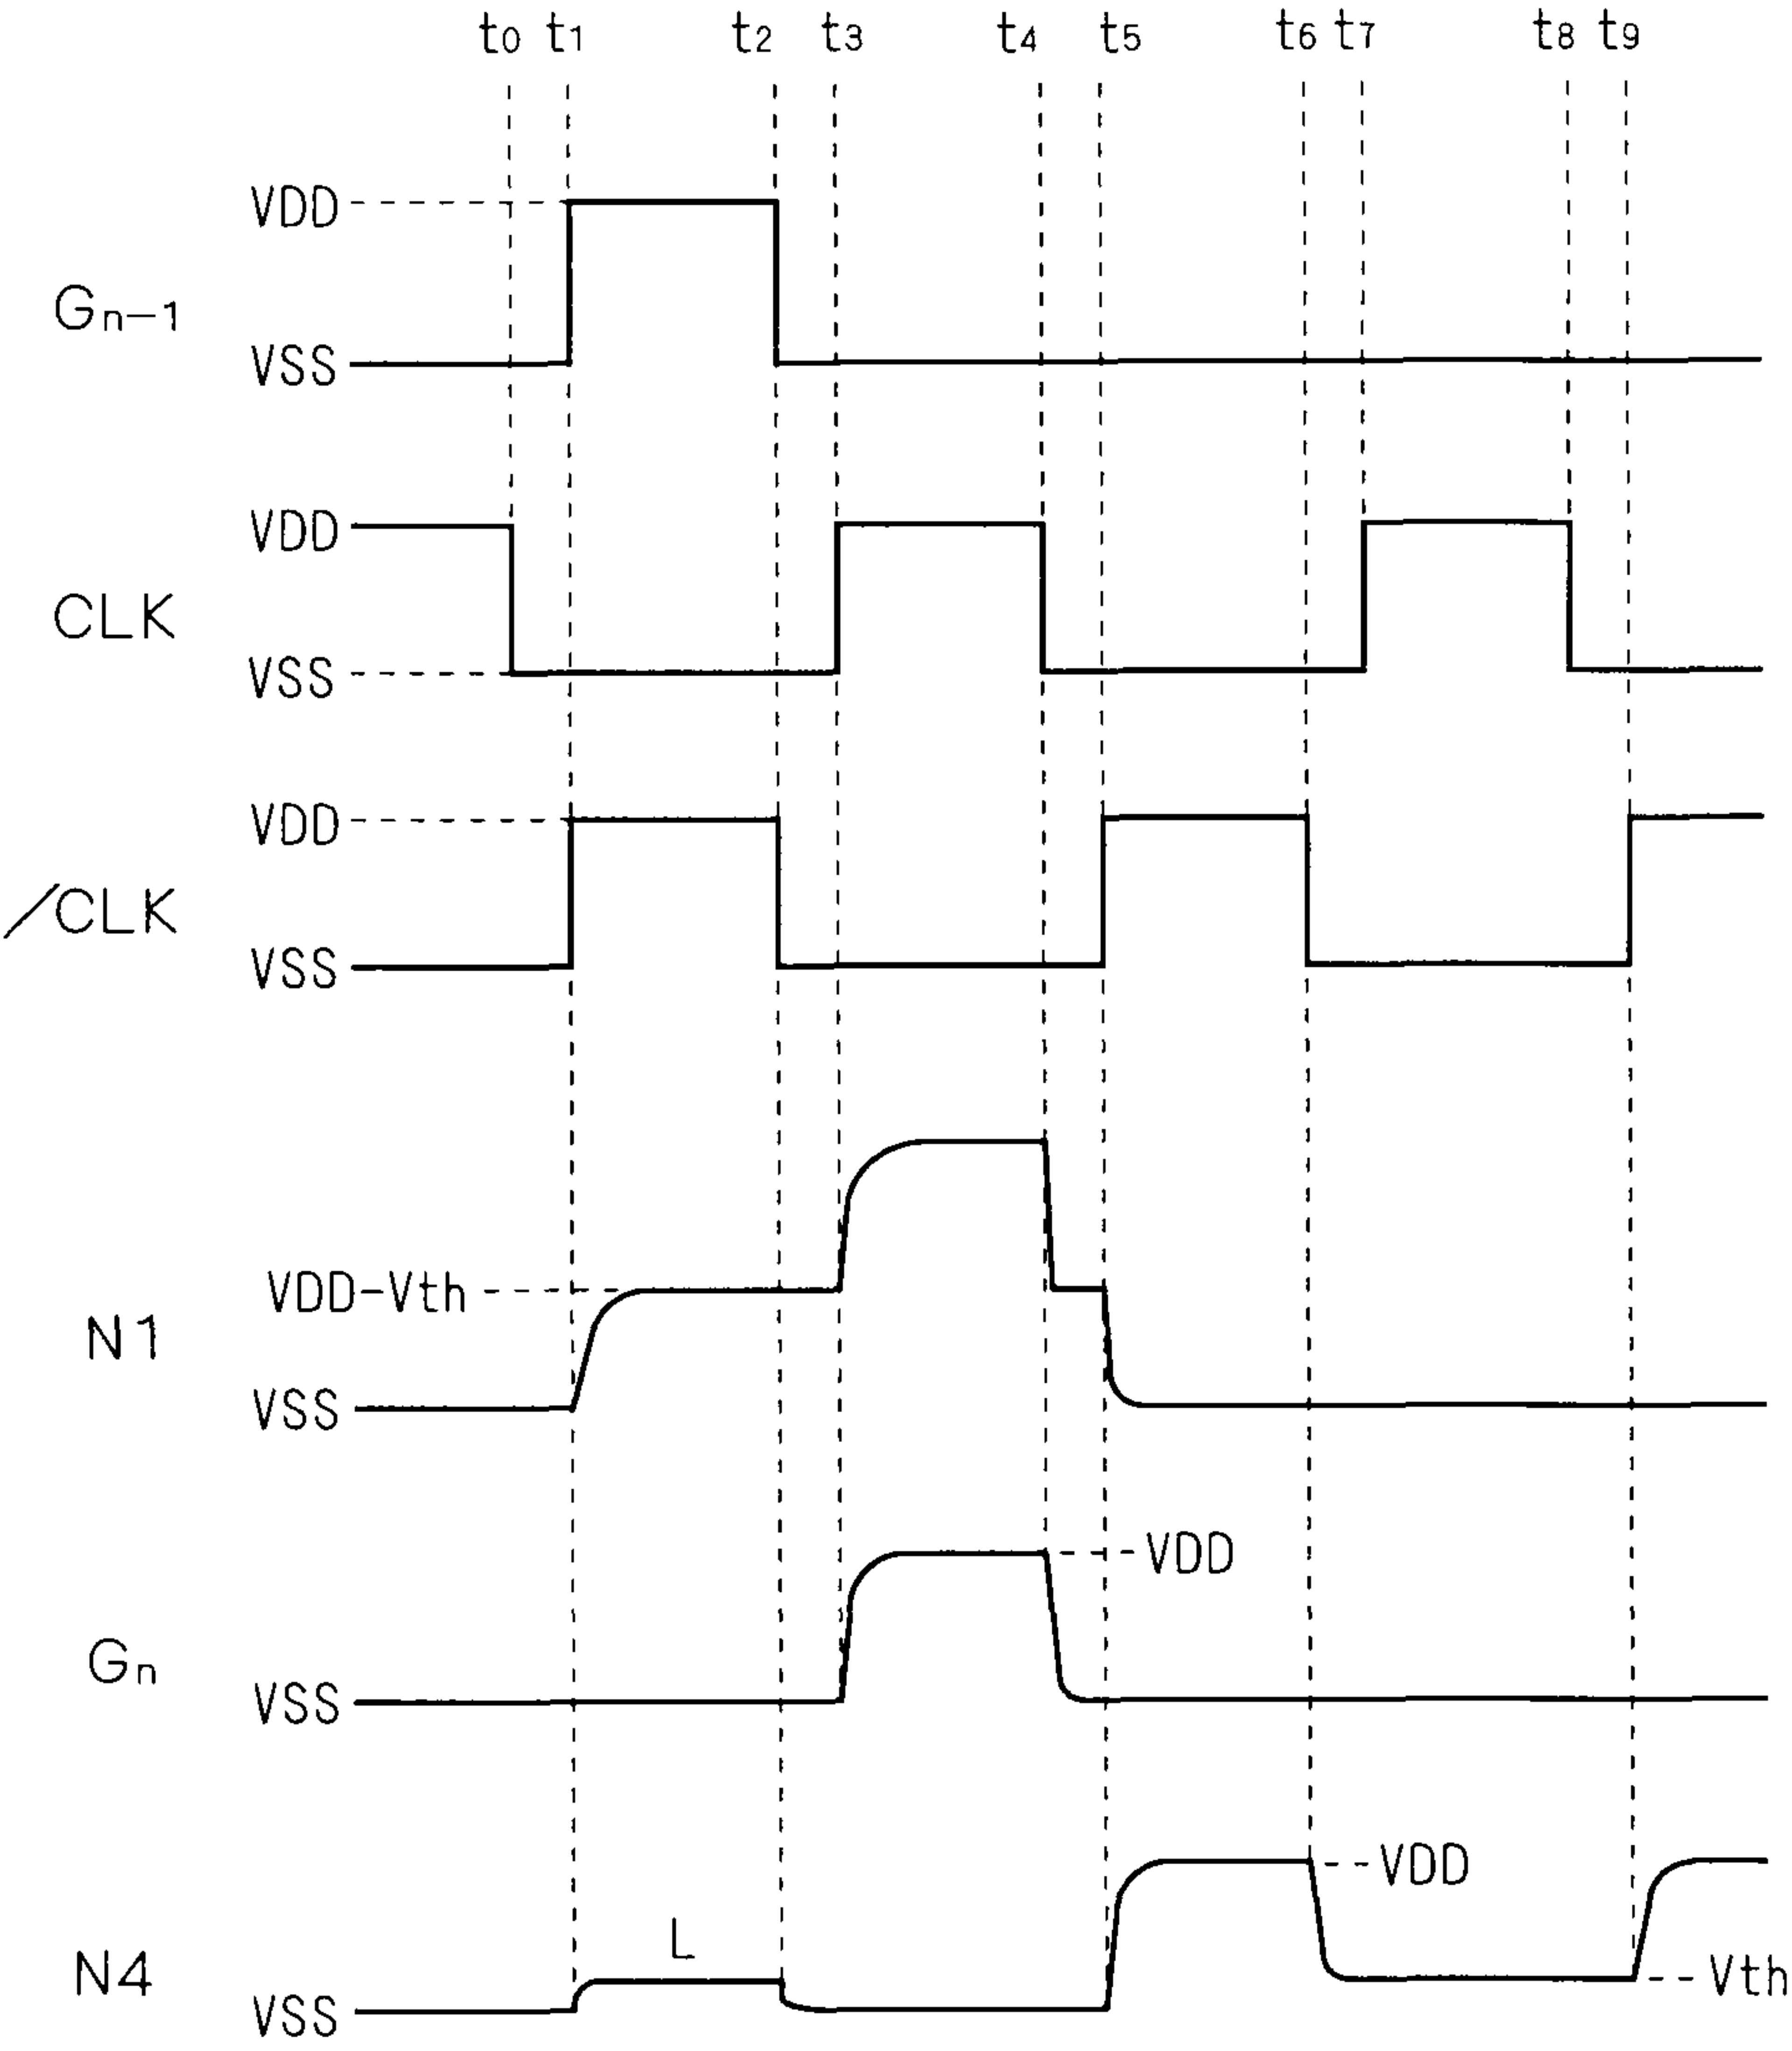 t0 t1 t2 t3 t4 t5 t6 t7 t8 t9
VDD
Gn-1
VSS
VDD
CLK
VSS
VDD
/CLK
VSS
VDD-Vth
N1
VSS
VDD
Gn
VSS
VDD
L
N4
Vth
VSS